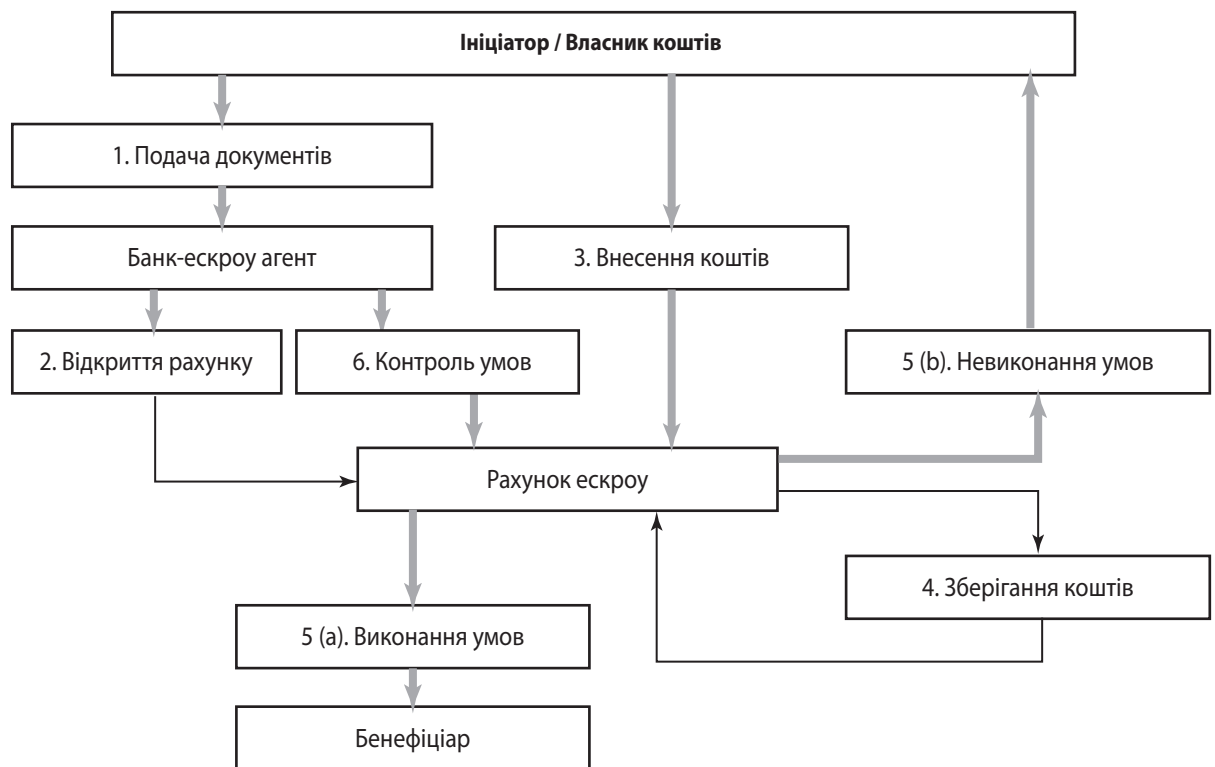 Ініціатор / Власник коштів
1. Подача документів
Банк-ескроу агент
3. Внесення коштів
2. Відкриття рахунку
6. Контроль умов
5 (b). Невиконання умов
Рахунок ескроу
4. Зберігання коштів
5 (a). Виконання умов
Бенефіціар